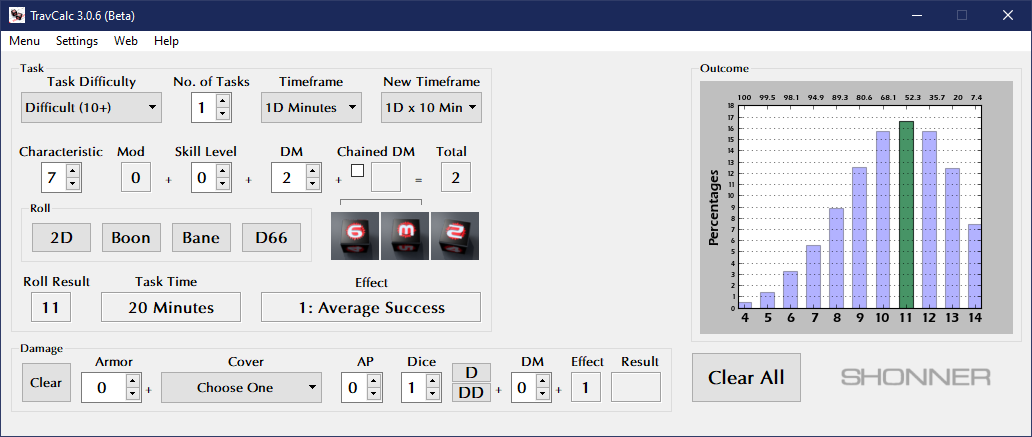 TravCalc 3.0.6 (Beta)
Menu Settings Web Help
Task
Task Difficulty No. of Tasks Timeframe New Timeframe
Difficult (10+) 1 1D Minutes 1D x 10 Min
Characteristic Mod Skill Level DM Chained DM Total
7 0 + 0 + 2 + = 2
Roll
2D Boon Bane D66
6 3 2
Roll Result Task Time Effect
11 20 Minutes 1: Average Success
Outcome
100 99.5 98.1 94.9 89.3 80.6 68.1 52.3 35.7 20 7.4
Percentages
18
17
16
15
14
13
12
11
10
9
8
7
6
5
4
3
2
1
0
4 5 6 7 8 9 10 11 12 13 14
Damage
Armor Cover AP Dice DM Effect Result
Clear 0 + Choose One 0 1 D DD + 0 + 1
Clear All
SHONNER